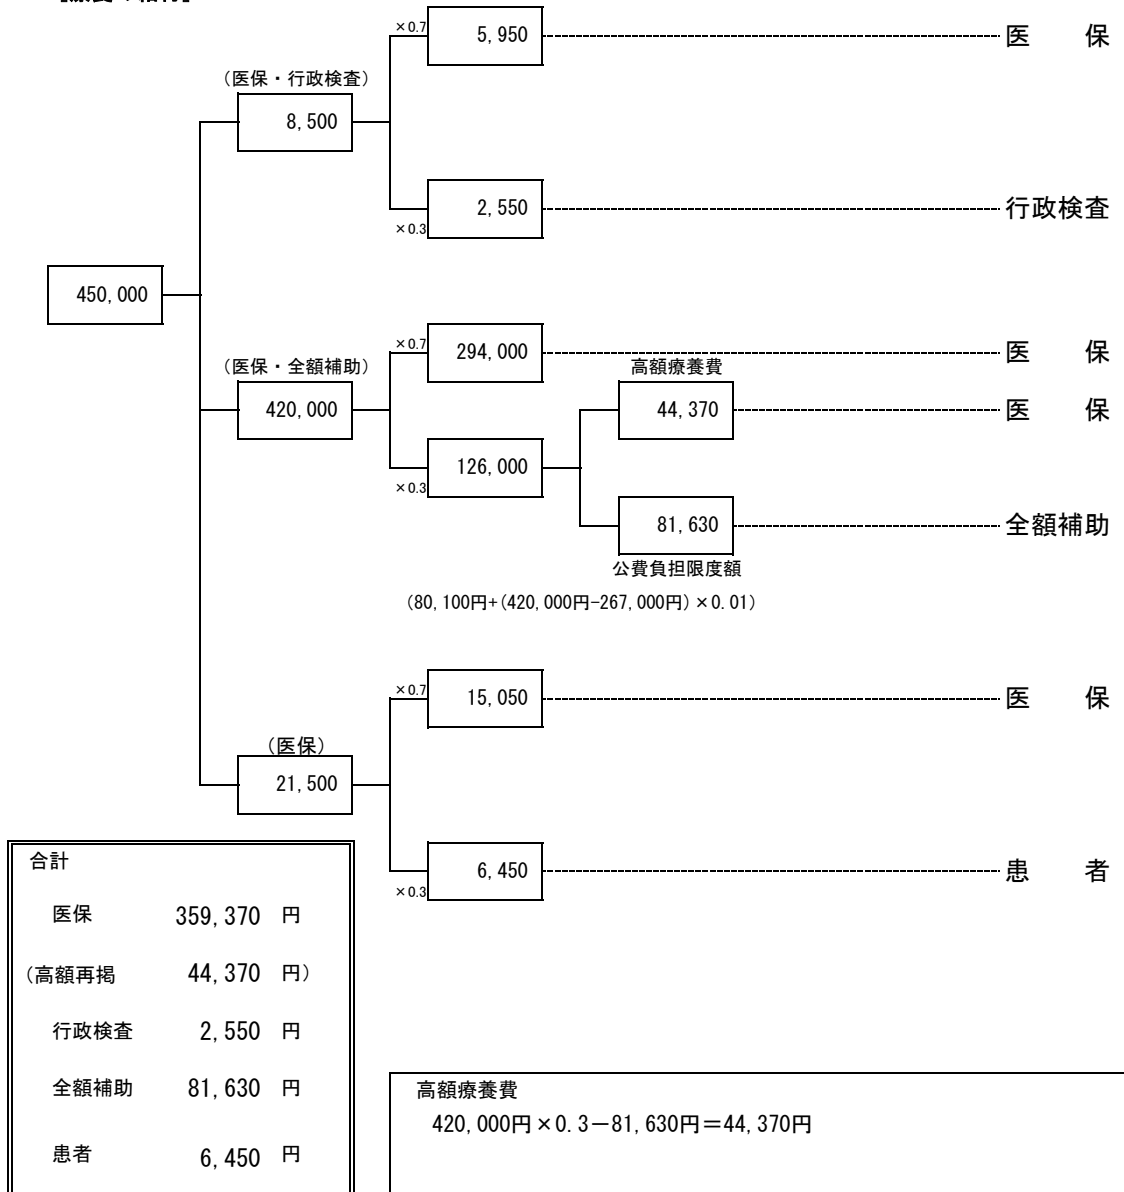 ×0.7 5,950 医 保
(医保・行政検査)
8,500
×0.3 2,550 行政検査
450,000
×0.7 294,000 医 保
(医保・全額補助)
高額療養費
420,000
44,370 医 保
×0.3 126,000
81,630 全額補助
公費負担限度額
(80,100円+(420,000円-267,000円)×0.01)
×0.7 15,050 医 保
(医保)
21,500
×0.3 6,450 患 者
合計
医保 359,370 円
(高額再掲 44,370 円)
行政検査 2,550 円
全額補助 81,630 円
患者 6,450 円
高額療養費
420,000円×0.3－81,630円＝44,370円